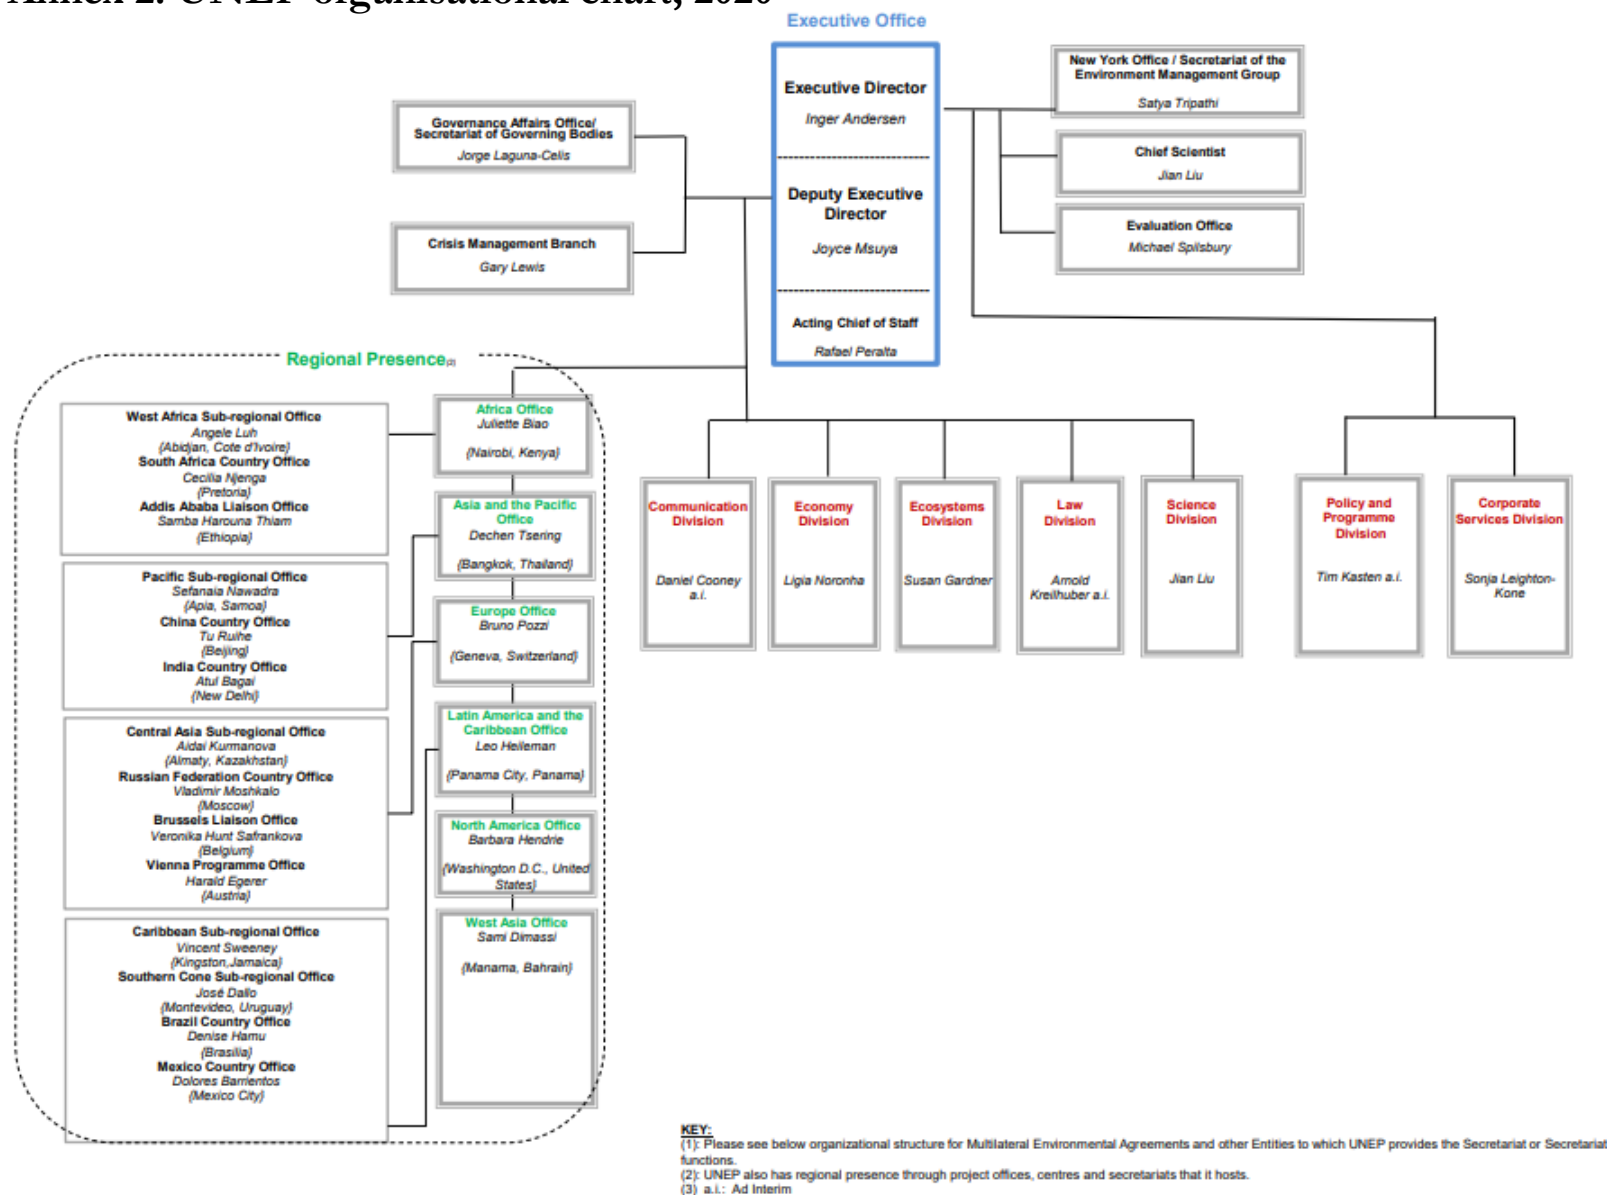 Annex 2. UNEP organisational chart, 2020
Executive Office
Executive Director
Inger Andersen
Deputy Executive
Director
Joyce Msuya
Acting Chief of Staff
Rafael Peralta
Governance Affairs Office/
Secretariat of Governing Bodies
Jorge Laguna-Celis
Crisis Management Branch
Gary Lewis
New York Office / Secretariat of the
Environment Management Group
Satya Tripathi
Chief Scientist
Jian Liu
Evaluation Office
Michael Spilsbury
Regional Presence(2)
West Africa Sub-regional Office
Angele Luh
(Abidjan, Cote d'Ivoire)
South Africa Country Office
Cecilia Njenga
(Pretoria)
Addis Ababa Liaison Office
Samba Harouna Thiam
(Ethiopia)
Pacific Sub-regional Office
Sefanaia Nawadra
(Apia, Samoa)
China Country Office
Tu Ruihe
(Beijing)
India Country Office
Atul Bagai
(New Delhi)
Central Asia Sub-regional Office
Aidai Kurmanova
(Almaty, Kazakhstan)
Russian Federation Country Office
Vladimir Moshkalo
(Moscow)
Brussels Liaison Office
Veronika Hunt Safrankova
(Belgium)
Vienna Programme Office
Harald Egerer
(Austria)
Caribbean Sub-regional Office
Vincent Sweeney
(Kingston,Jamaica)
Southern Cone Sub-regional Office
José Dallo
(Montevideo, Uruguay)
Brazil Country Office
Denise Hamu
(Brasilia)
Mexico Country Office
Dolores Barrientos
(Mexico City)
Africa Office
Juliette Biao
(Nairobi, Kenya)
Asia and the Pacific
Office
Dechen Tsering
(Bangkok, Thailand)
Europe Office
Bruno Pozzi
(Geneva, Switzerland)
Latin America and the
Caribbean Office
Leo Heileman
(Panama City, Panama)
North America Office
Barbara Hendrie
(Washington D.C., United
States)
West Asia Office
Sami Dimassi
(Manama, Bahrain)
Communication
Division
Daniel Cooney
a.i.
Economy
Division
Ligia Noronha
Ecosystems
Division
Susan Gardner
Law
Division
Arnold
Kreilhuber a.i.
Science
Division
Jian Liu
Policy and
Programme
Division
Tim Kasten a.i.
Corporate
Services Division
Sonja Leighton-
Kone
KEY:
(1): Please see below organizational structure for Multilateral Environmental Agreements and other Entities to which UNEP provides the Secretariat or Secretariat
functions.
(2): UNEP also has regional presence through project offices, centres and secretariats that it hosts.
(3) a.i.: Ad Interim